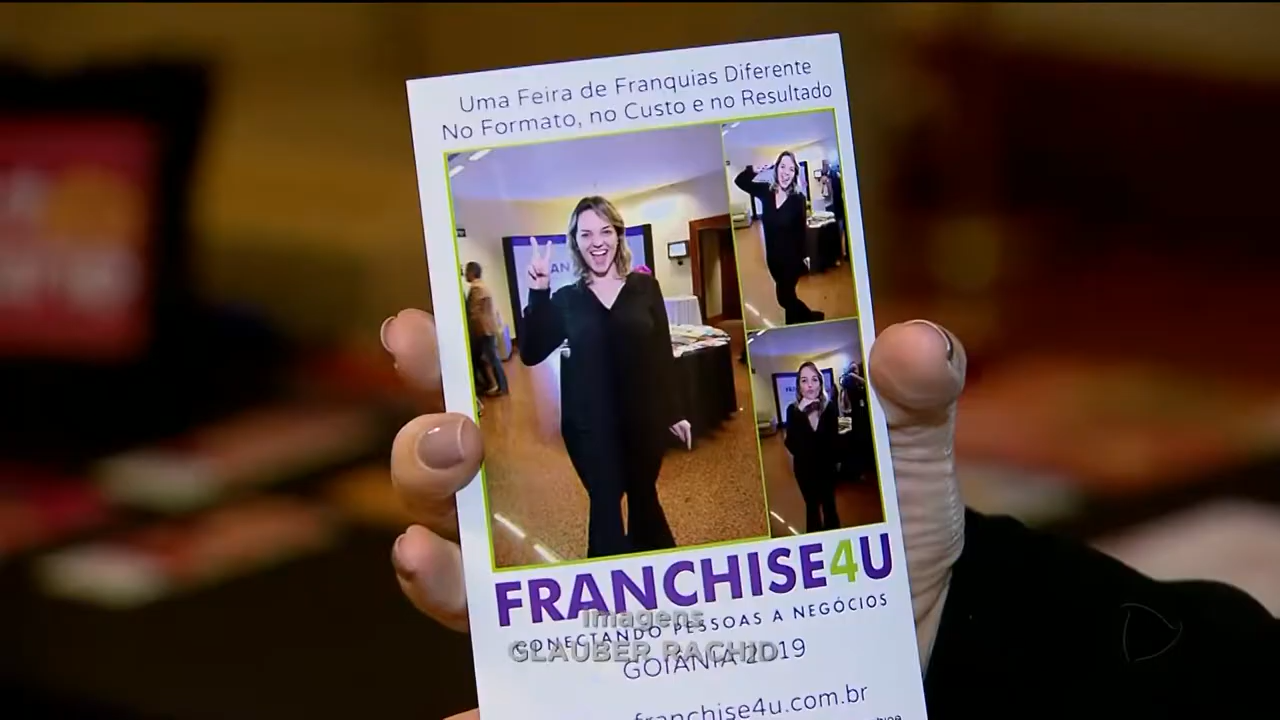 Uma Feira de Franquias Diferente
No Formato, no Custo e no Resultado
FRANCHISE4U
CONECTANDO PESSOAS A NEGÓCIOS
Imagens
GLAUBER RACHID
GOIÂNIA 2019
franchise4u.com.br